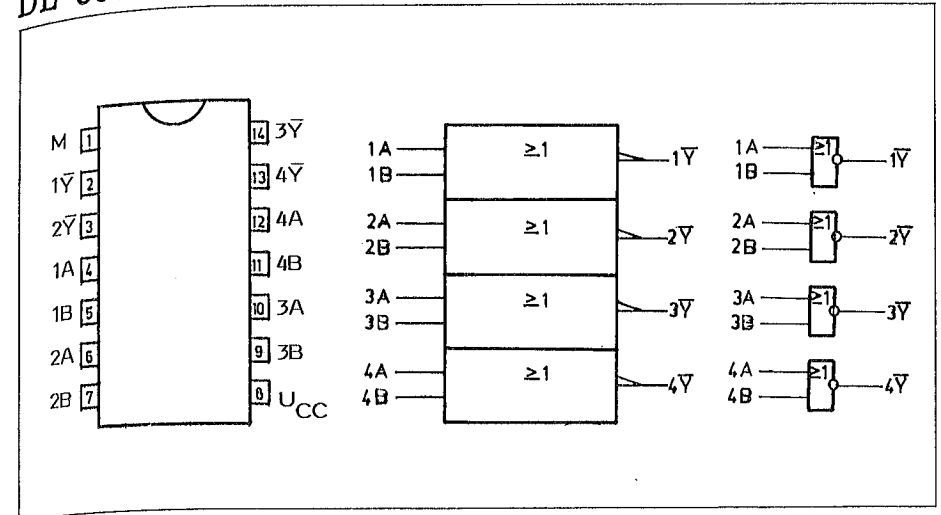 M 1
1Y̅ 2
2Y̅ 3
1A 4
1B 5
2A 6
2B 7
14 3Y̅
13 4Y̅
12 4A
11 4B
10 3A
9 3B
8 UCC
1A ≥1 1Y̅
1B
2A ≥1 2Y̅
2B
3A ≥1 3Y̅
3B
4A ≥1 4Y̅
4B
1A ≥1 1Y̅
1B
2A ≥1 2Y̅
2B
3A ≥1 3Y̅
3B
4A ≥1 4Y̅
4B